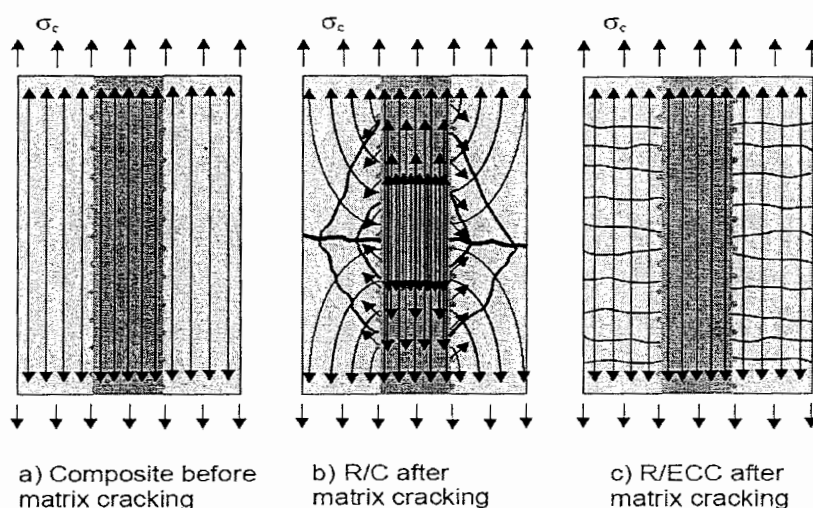 σc
σc
σc
a) Composite before
matrix cracking
b) R/C after
matrix cracking
c) R/ECC after
matrix cracking